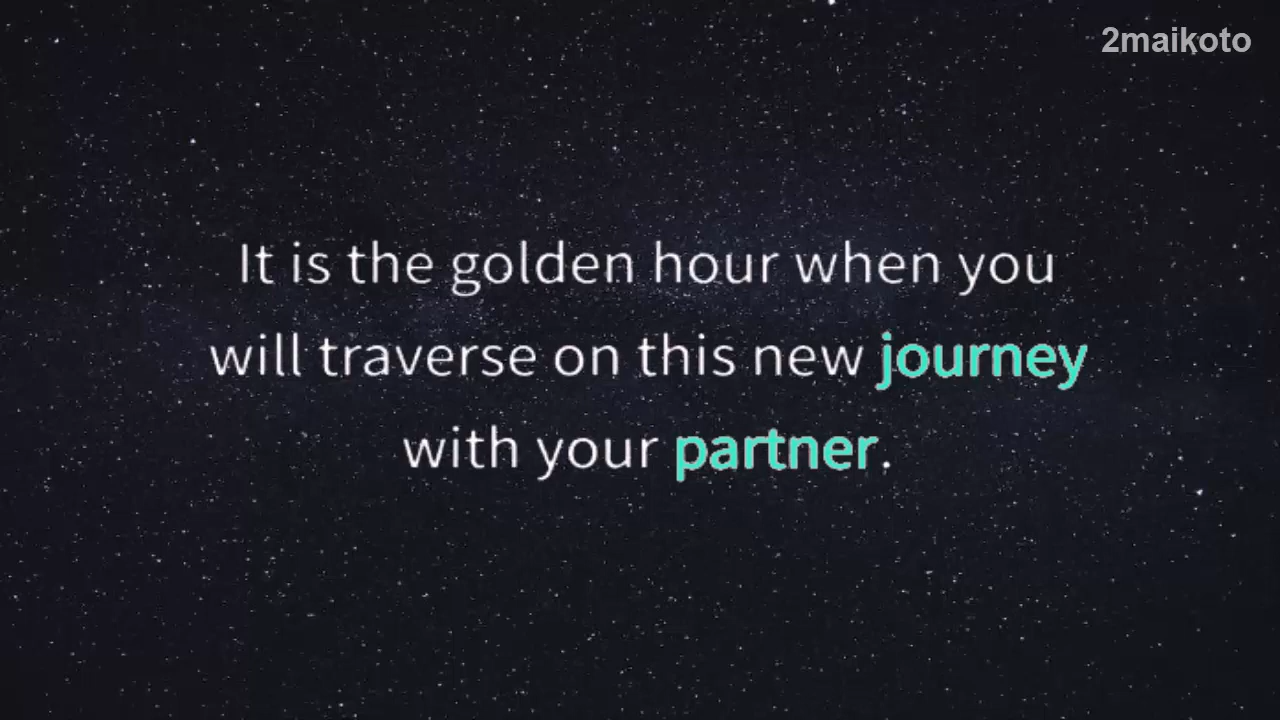 2maikoto
It is the golden hour when you
will traverse on this new journey
with your partner.